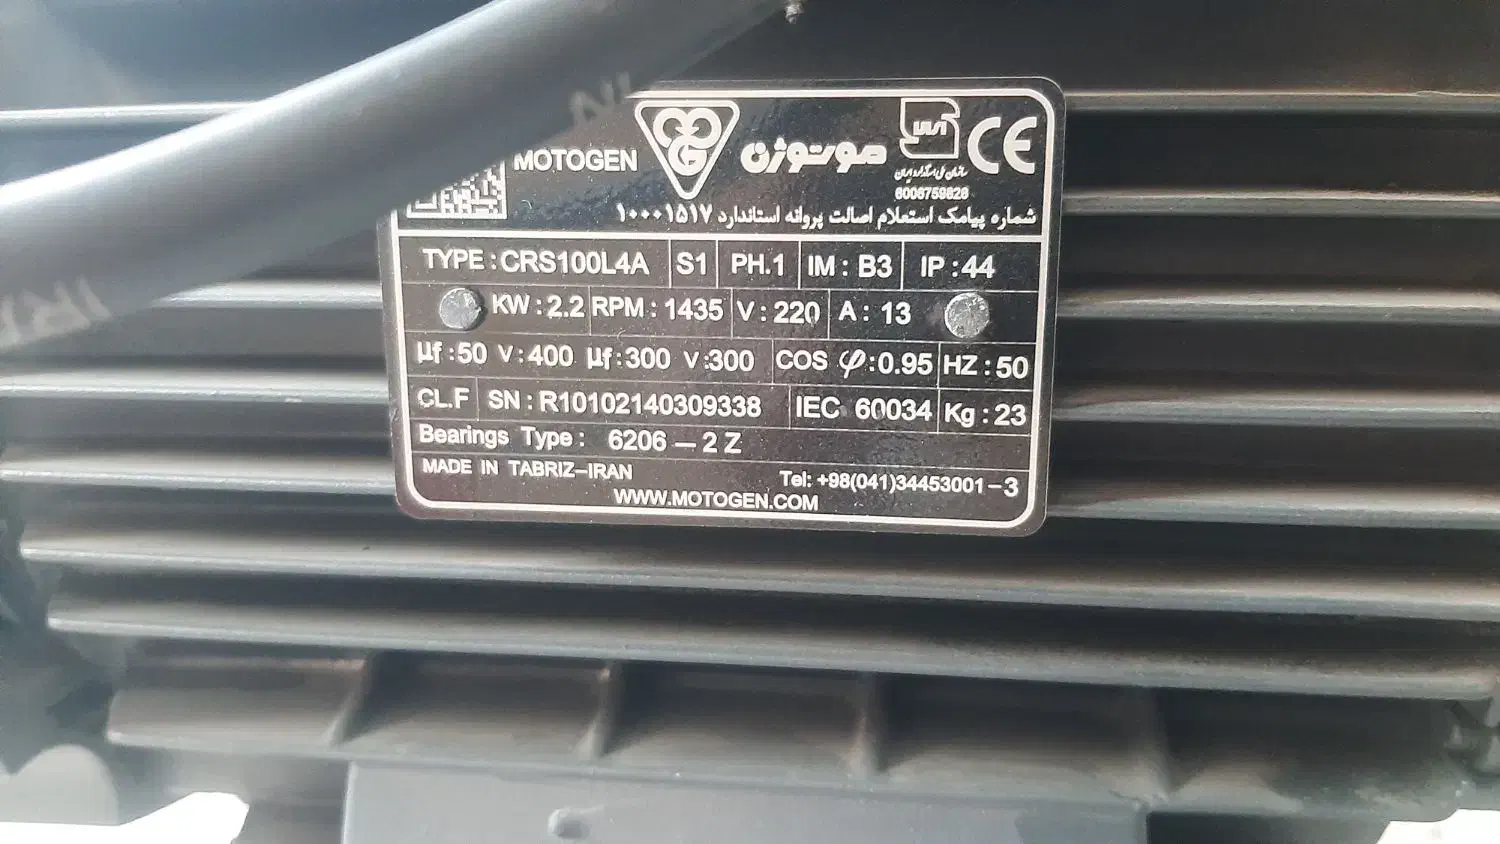 MOTOGEN موتوژن CE
8008759828
شماره پیامک استعلام اصالت پروانه استاندارد ۱۰۰۰۱۵۱۷
TYPE : CRS100L4A S1 PH.1 IM : B3 IP : 44
KW : 2.2 RPM : 1435 V : 220 A : 13
µf : 50 V : 400 µf : 300 V : 300 COS φ : 0.95 HZ : 50
CL.F SN : R10102140309338 IEC 60034 Kg : 23
Bearings Type : 6206 – 2 Z
MADE IN TABRIZ–IRAN Tel: +98(041)34453001–3
WWW.MOTOGEN.COM